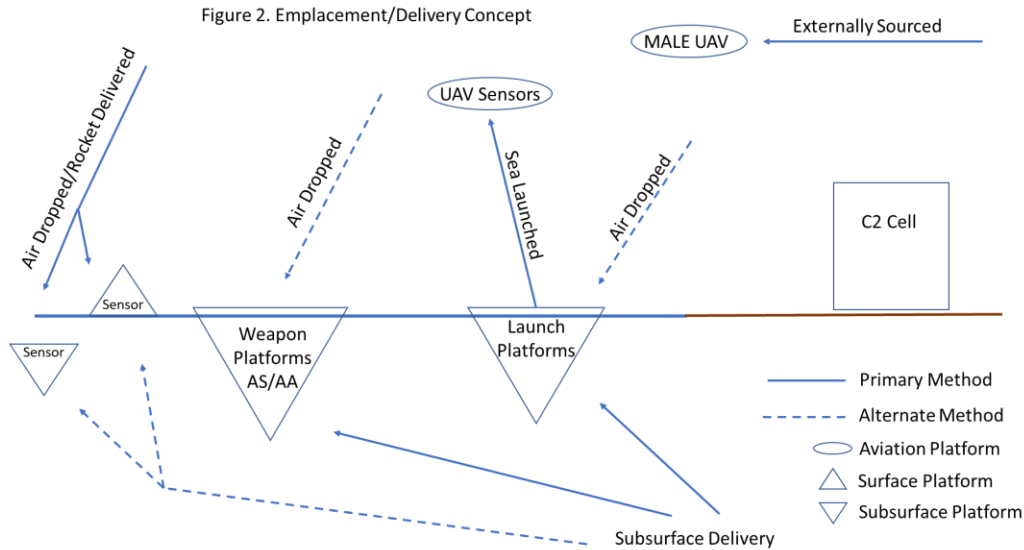 Figure 2. Emplacement/Delivery Concept
Externally Sourced
MALE UAV
UAV Sensors
Air Dropped/Rocket Delivered
Air Dropped
Sea Launched
Air Dropped
C2 Cell
Sensor
Sensor
Weapon
Platforms
AS/AA
Launch
Platforms
Primary Method
Alternate Method
Aviation Platform
Surface Platform
Subsurface Platform
Subsurface Delivery